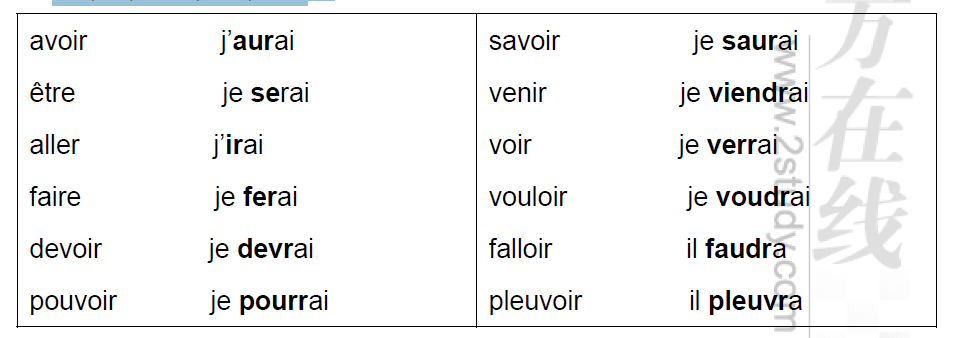 avoir j'aurai
être je serai
aller j'irai
faire je ferai
devoir je devrai
pouvoir je pourrai
savoir je saurai
venir je viendrai
voir je verrai
vouloir je voudrai
falloir il faudra
pleuvoir il pleuvra
www.2study.com
方在线